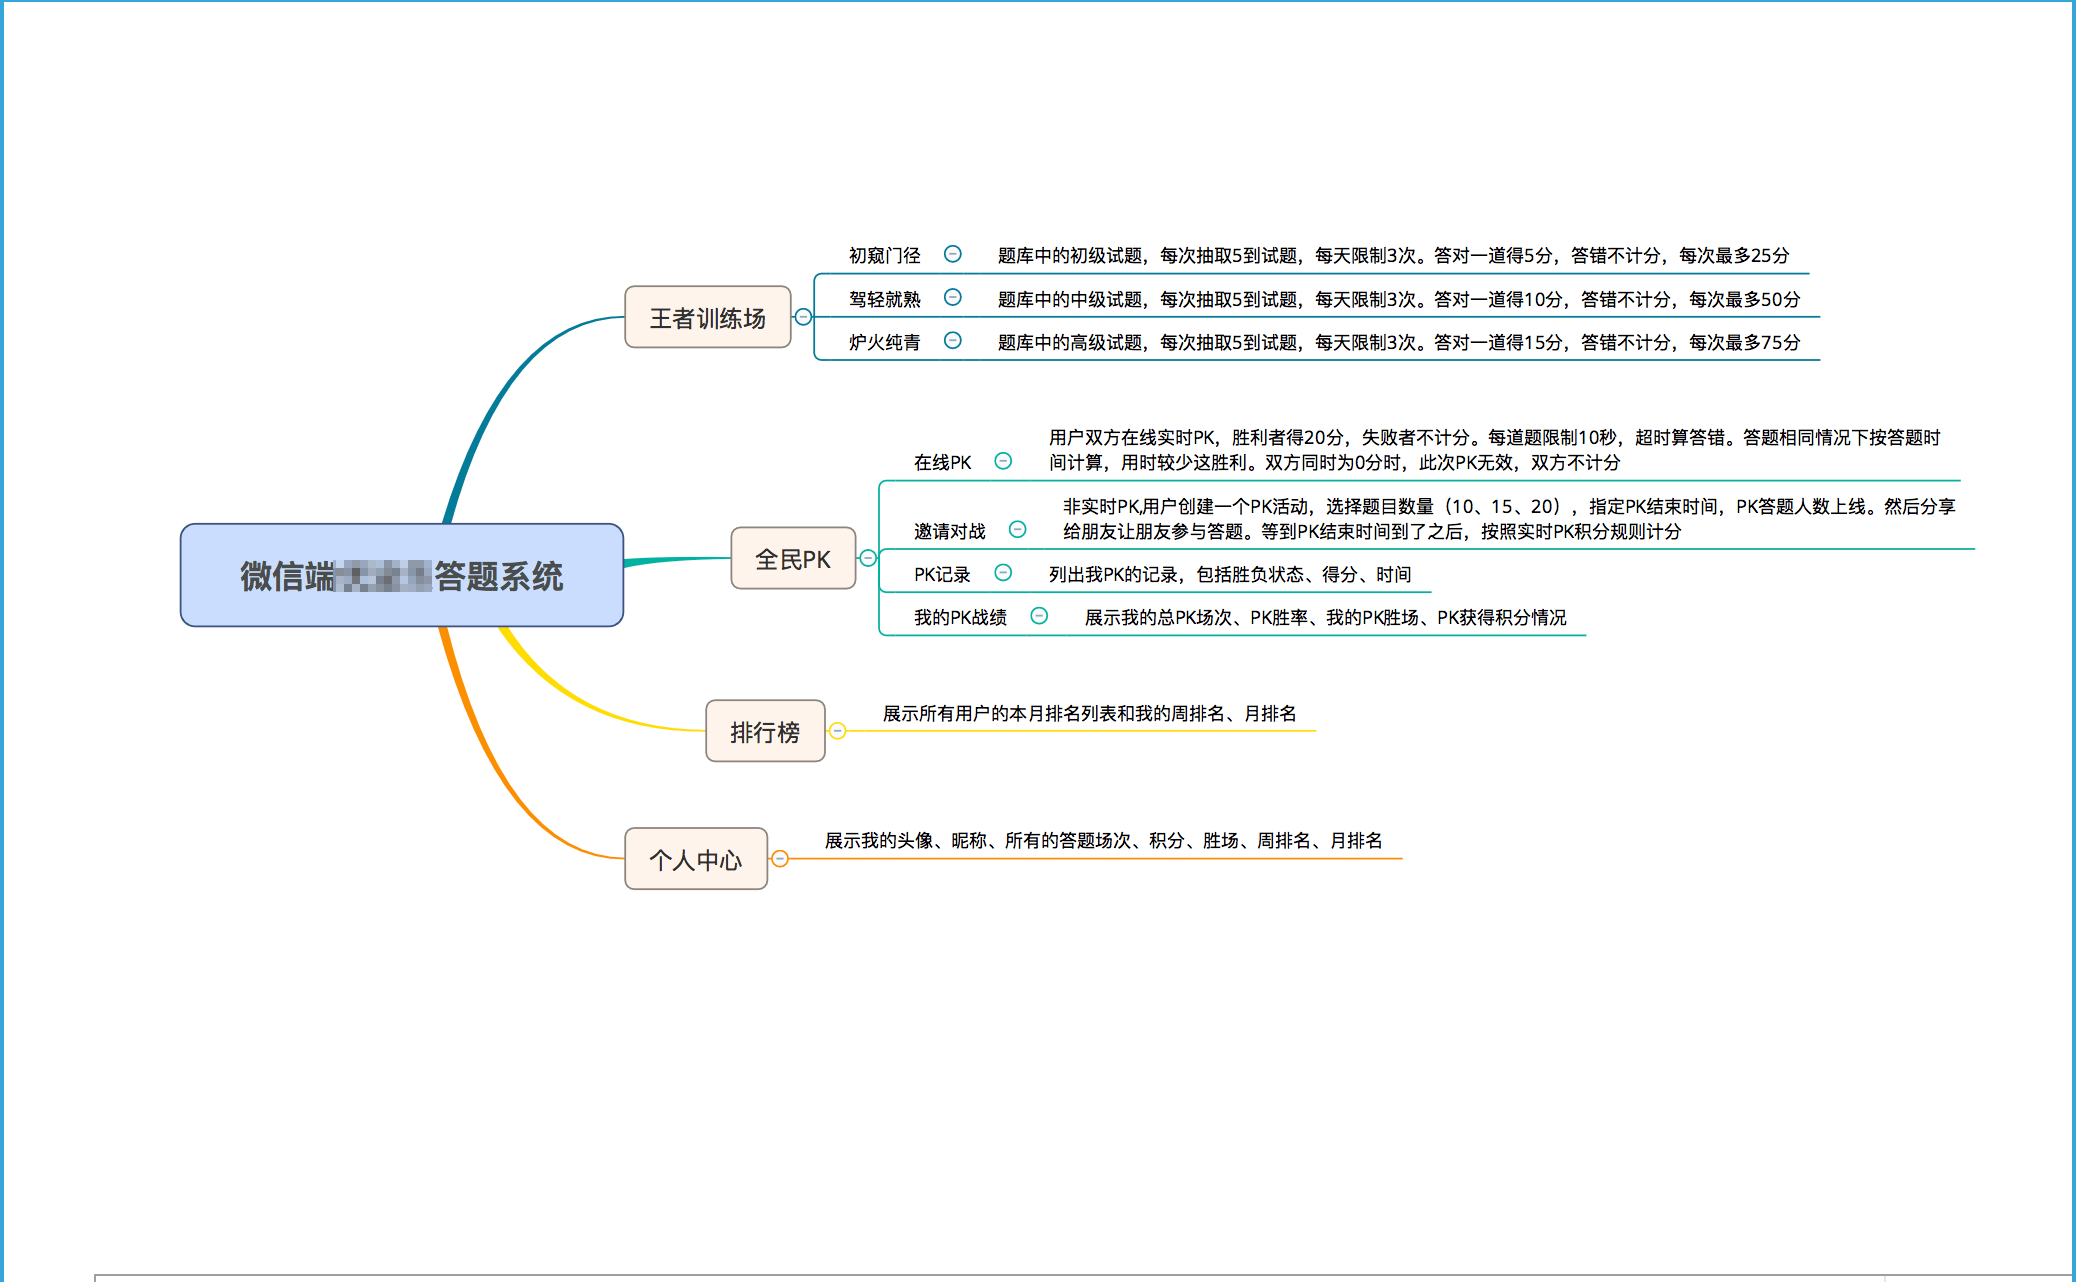 初窥门径
题库中的初级试题，每次抽取5到试题，每天限制3次。答对一道得5分，答错不计分，每次最多25分
王者训练场
驾轻就熟
题库中的中级试题，每次抽取5到试题，每天限制3次。答对一道得10分，答错不计分，每次最多50分
炉火纯青
题库中的高级试题，每次抽取5到试题，每天限制3次。答对一道得15分，答错不计分，每次最多75分
在线PK
用户双方在线实时PK，胜利者得20分，失败者不计分。每道题限制10秒，超时算答错。答题相同情况下按答题时
间计算，用时较少这胜利。双方同时为0分时，此次PK无效，双方不计分
邀请对战
非实时PK,用户创建一个PK活动，选择题目数量（10、15、20），指定PK结束时间，PK答题人数上线。然后分享
给朋友让朋友参与答题。等到PK结束时间到了之后，按照实时PK积分规则计分
全民PK
微信端 答题系统
PK记录
列出我PK的记录，包括胜负状态、得分、时间
我的PK战绩
展示我的总PK场次、PK胜率、我的PK胜场、PK获得积分情况
排行榜
展示所有用户的本月排名列表和我的周排名、月排名
个人中心
展示我的头像、昵称、所有的答题场次、积分、胜场、周排名、月排名